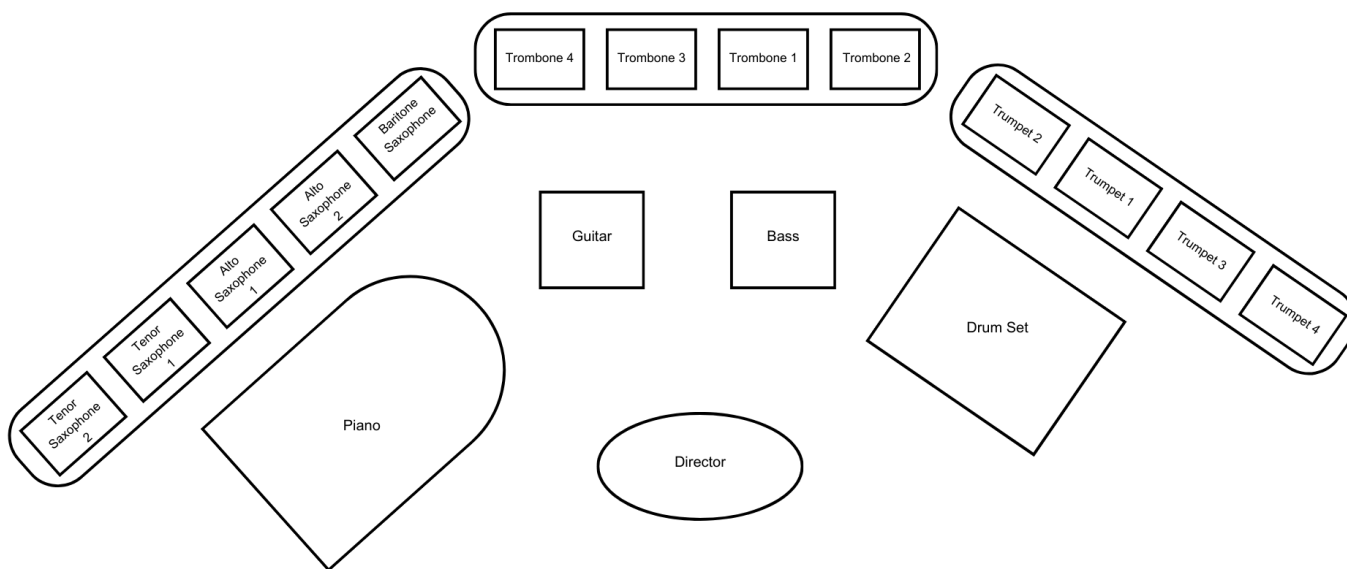 Trombone 4
Trombone 3
Trombone 1
Trombone 2
Baritone
Saxophone
Alto
Saxophone
2
Alto
Saxophone
1
Tenor
Saxophone
1
Tenor
Saxophone
2
Trumpet 2
Trumpet 1
Trumpet 3
Trumpet 4
Guitar
Bass
Drum Set
Piano
Director